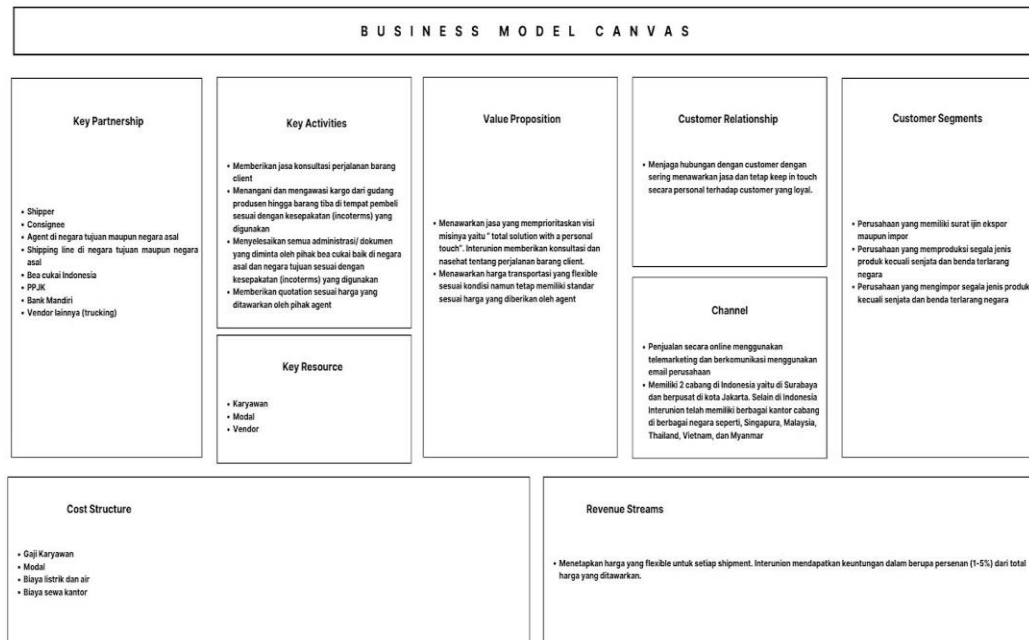 BUSINESS MODEL CANVAS
Key Partnership
• Shipper
• Consignee
• Agent di negara tujuan maupun negara asal
• Shipping line di negara tujuan maupun negara
asal
• Bea cukai Indonesia
• PPJK
• Bank Mandiri
• Vendor lainnya (trucking)
Key Activities
• Memberikan jasa konsultasi perjalanan barang
client
• Menangani dan mengawasi kargo dari gudang
produsen hingga barang tiba di tempat pembeli
sesuai dengan kesepakatan (incoterms) yang
digunakan
• Menyelesaikan semua administrasi/ dokumen
yang diminta oleh pihak bea cukai baik di negara
asal dan negara tujuan sesuai dengan
kesepakatan (incoterms) yang digunakan
• Memberikan quotation sesuai harga yang
ditawarkan oleh pihak agent
Key Resource
• Karyawan
• Modal
• Vendor
Value Proposition
• Menawarkan jasa yang memprioritaskan visi
misinya yaitu " total solution with a personal
touch". Interunion memberikan konsultasi dan
nasehat tentang perjalanan barang client.
• Menawarkan harga transportasi yang flexible
sesuai kondisi namun tetap memiliki standar
sesuai harga yang diberikan oleh agent
Customer Relationship
• Menjaga hubungan dengan customer dengan
sering menawarkan jasa dan tetap keep in touch
secara personal terhadap customer yang loyal.
Channel
• Penjualan secara online menggunakan
telemarketing dan berkomunikasi menggunakan
email perusahaan
• Memiliki 2 cabang di Indonesia yaitu di Surabaya
dan berpusat di kota Jakarta. Selain di Indonesia
Interunion telah memiliki berbagai kantor cabang
di berbagai negara seperti, Singapura, Malaysia,
Thailand, Vietnam, dan Myanmar
Customer Segments
• Perusahaan yang memiliki surat ijin ekspor
maupun impor
• Perusahaan yang memproduksi segala jenis
produk kecuali senjata dan benda terlarang
negara
• Perusahaan yang mengimpor segala jenis produk
kecuali senjata dan benda terlarang negara
Cost Structure
• Gaji Karyawan
• Modal
• Biaya listrik dan air
• Biaya sewa kantor
Revenue Streams
• Menetapkan harga yang flexible untuk setiap shipment. Interunion mendapatkan keuntungan dalam berupa persenan (1-5%) dari total
harga yang ditawarkan.